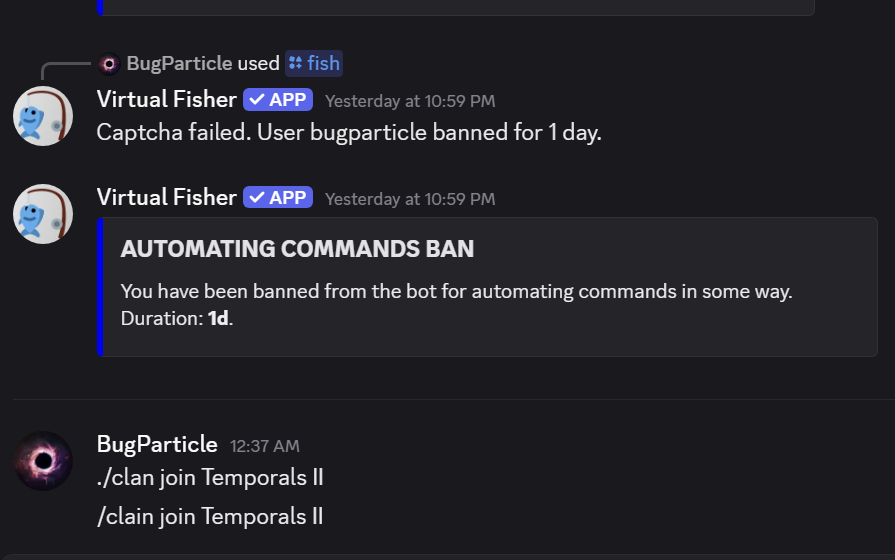 BugParticle used fish
Virtual Fisher APP Yesterday at 10:59 PM
Captcha failed. User bugparticle banned for 1 day.
Virtual Fisher APP Yesterday at 10:59 PM
AUTOMATING COMMANDS BAN
You have been banned from the bot for automating commands in some way.
Duration: 1d.
BugParticle 12:37 AM
./clan join Temporals II
/clain join Temporals II